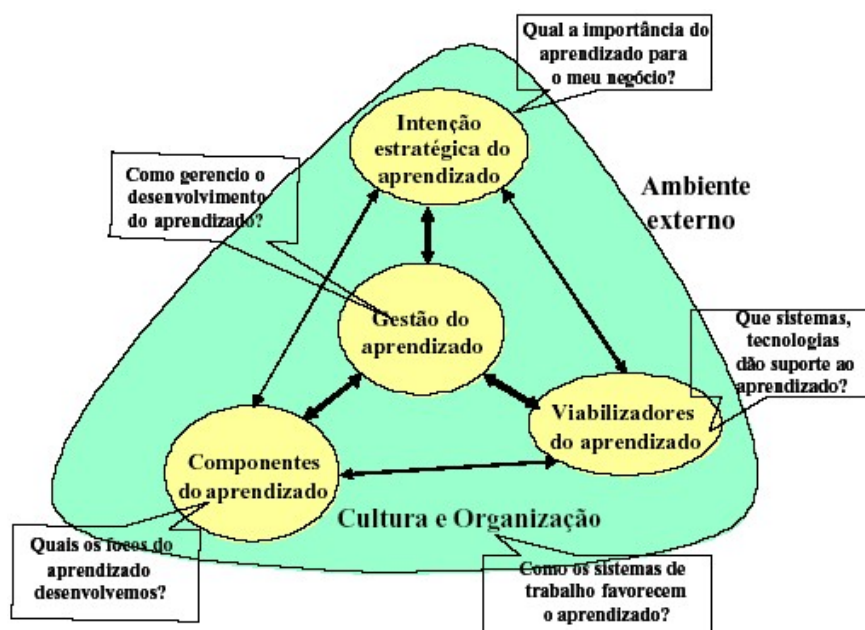 Qual a importância do
aprendizado para
o meu negócio?
Intenção
estratégica do
aprendizado
Como gerencio o
desenvolvimento
do aprendizado?
Ambiente
externo
Gestão do
aprendizado
Que sistemas,
tecnologias
dão suporte ao
aprendizado?
Viabilizadores
do aprendizado
Componentes
do aprendizado
Cultura e Organização
Quais os focos do
aprendizado
desenvolvemos?
Como os sistemas de
trabalho favorecem
o aprendizado?